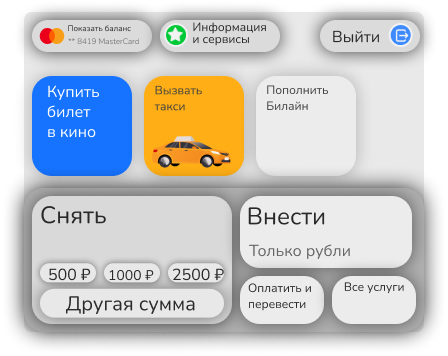 Показать баланс
** 8419 MasterCard
Информация
и сервисы
Выйти
Купить
билет
в кино
Вызвать
такси
Пополнить
Билайн
Снять
500 ₽
1000 ₽
2500 ₽
Другая сумма
Внести
Только рубли
Оплатить и
перевести
Все услуги